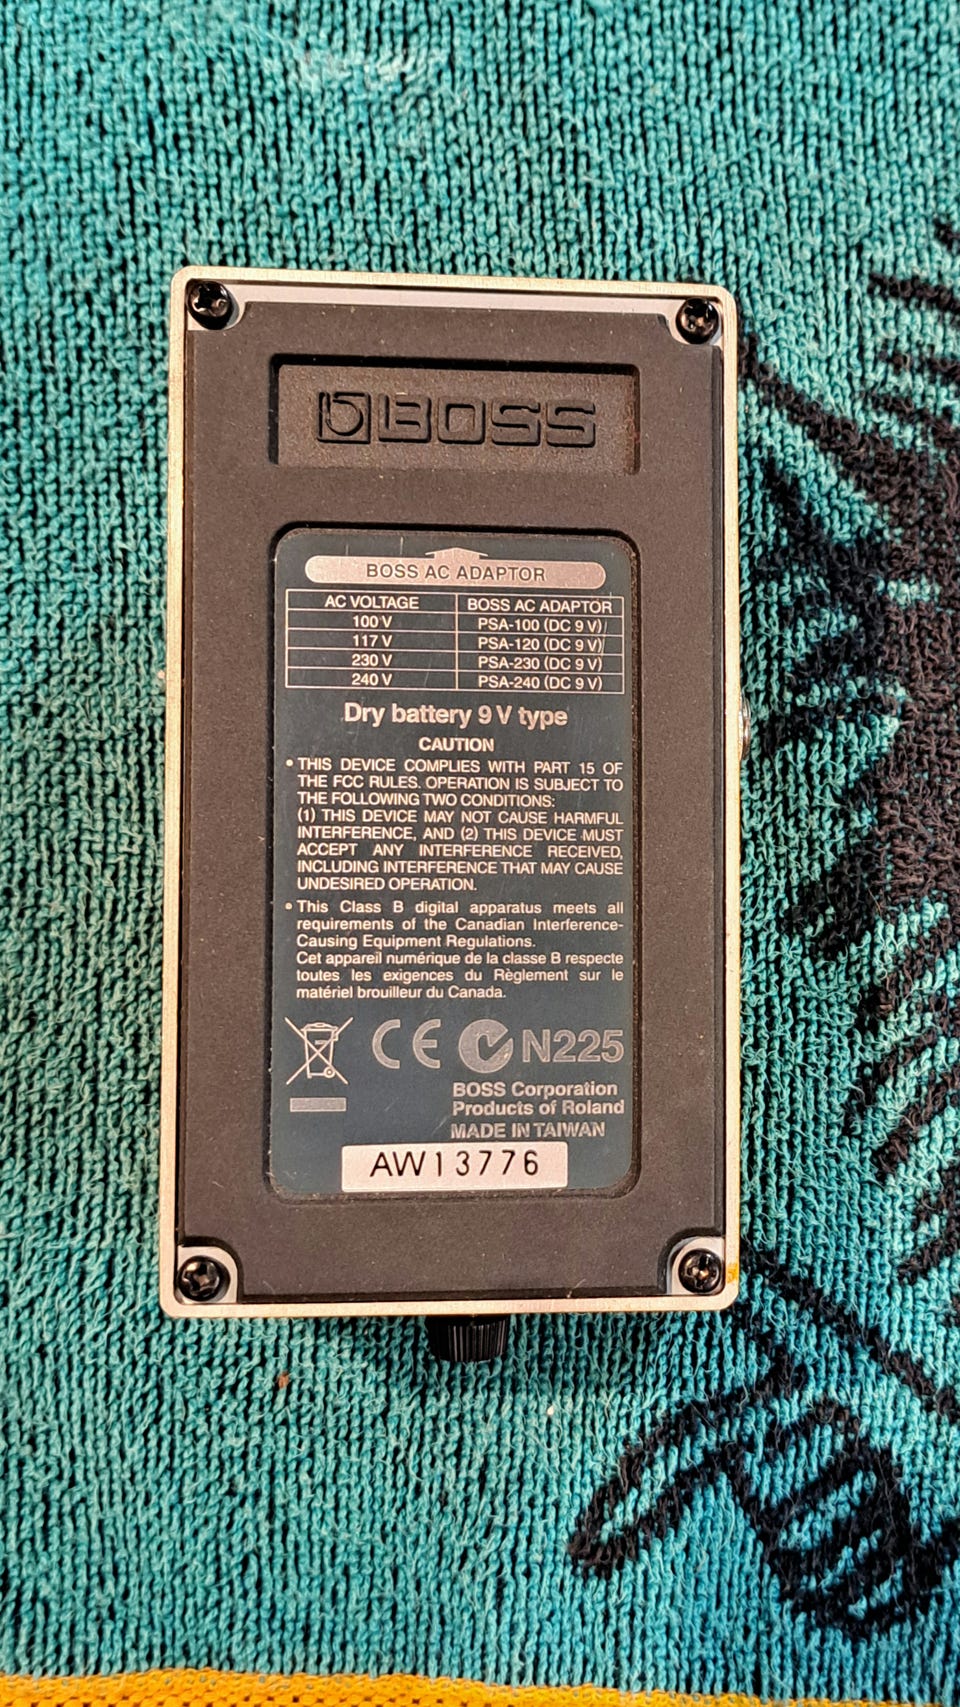 BOSS
BOSS AC ADAPTOR
AC VOLTAGE BOSS AC ADAPTOR
100 V PSA-100 (DC 9 V)
117 V PSA-120 (DC 9 V)
230 V PSA-230 (DC 9 V)
240 V PSA-240 (DC 9 V)
Dry battery 9 V type
CAUTION
• THIS DEVICE COMPLIES WITH PART 15 OF
THE FCC RULES. OPERATION IS SUBJECT TO
THE FOLLOWING TWO CONDITIONS:
(1) THIS DEVICE MAY NOT CAUSE HARMFUL
INTERFERENCE, AND (2) THIS DEVICE MUST
ACCEPT ANY INTERFERENCE RECEIVED,
INCLUDING INTERFERENCE THAT MAY CAUSE
UNDESIRED OPERATION.
• This Class B digital apparatus meets all
requirements of the Canadian Interference-
Causing Equipment Regulations.
Cet appareil numérique de la classe B respecte
toutes les exigences du Règlement sur le
matériel brouilleur du Canada.
CE N225
BOSS Corporation
Products of Roland
MADE IN TAIWAN
AW13776